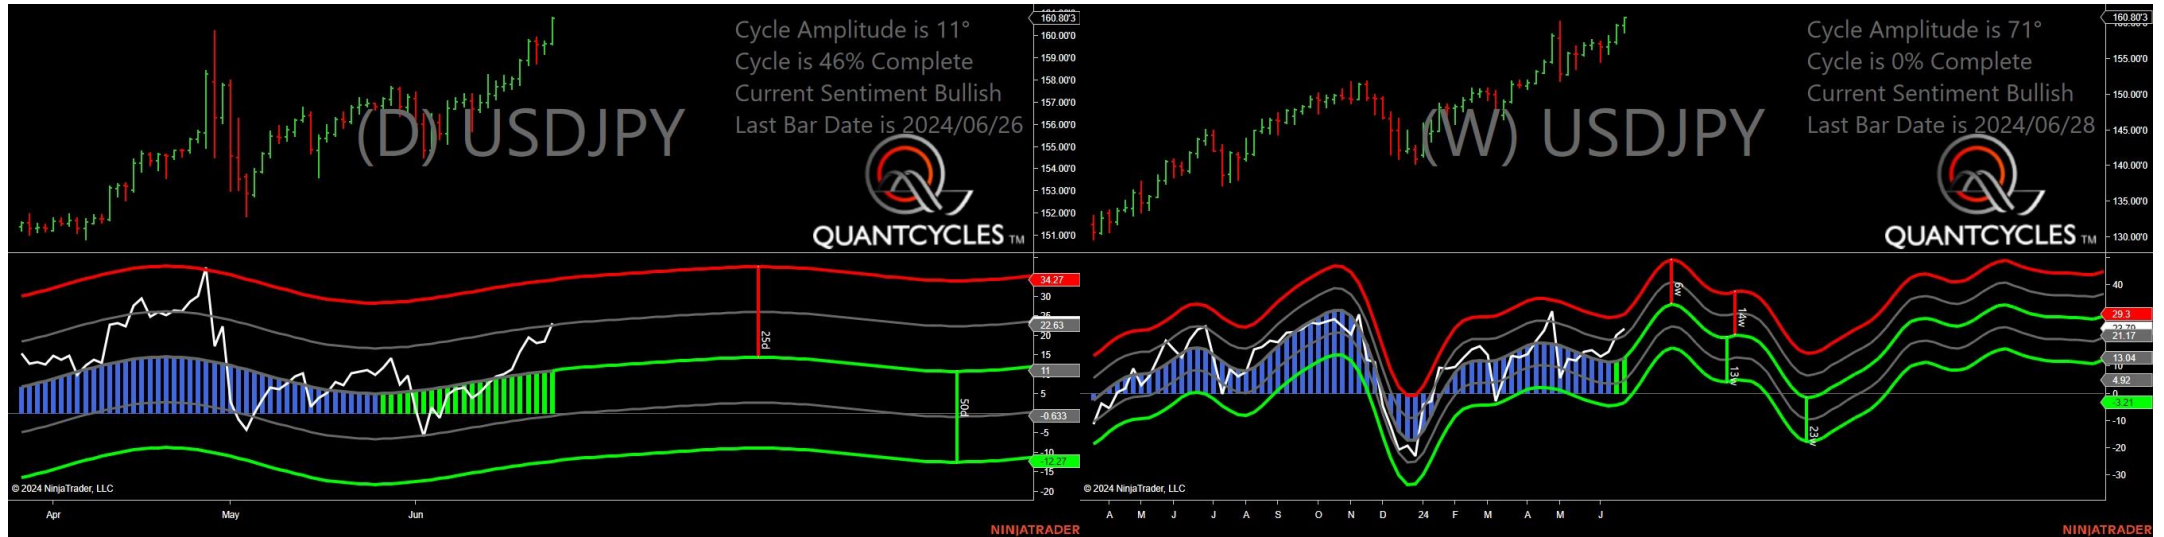 Cycle Amplitude is 11°
Cycle is 46% Complete
Current Sentiment Bullish
Last Bar Date is 2024/06/26
(D) USDJPY
QUANTCYCLES TM
160.80'3
160.00'0
159.00'0
158.00'0
157.00'0
156.00'0
155.00'0
154.00'0
153.00'0
152.00'0
151.00'0
34.27
30
25
22.63
20
15
11
5
-0.633
-5
-10
-12.27
-15
-20
25d
50d
© 2024 NinjaTrader, LLC
Apr May Jun
NINJATRADER
Cycle Amplitude is 71°
Cycle is 0% Complete
Current Sentiment Bullish
Last Bar Date is 2024/06/28
(W) USDJPY
QUANTCYCLES TM
160.80'3
155.00'0
150.00'0
145.00'0
140.00'0
135.00'0
130.00'0
40
29.3
21.17
13.04
10
4.92
0
-3.21
-10
-20
-30
6w
14w
13w
23w
© 2024 NinjaTrader, LLC
A M J J A S O N D 24 F M A M J
NINJATRADER